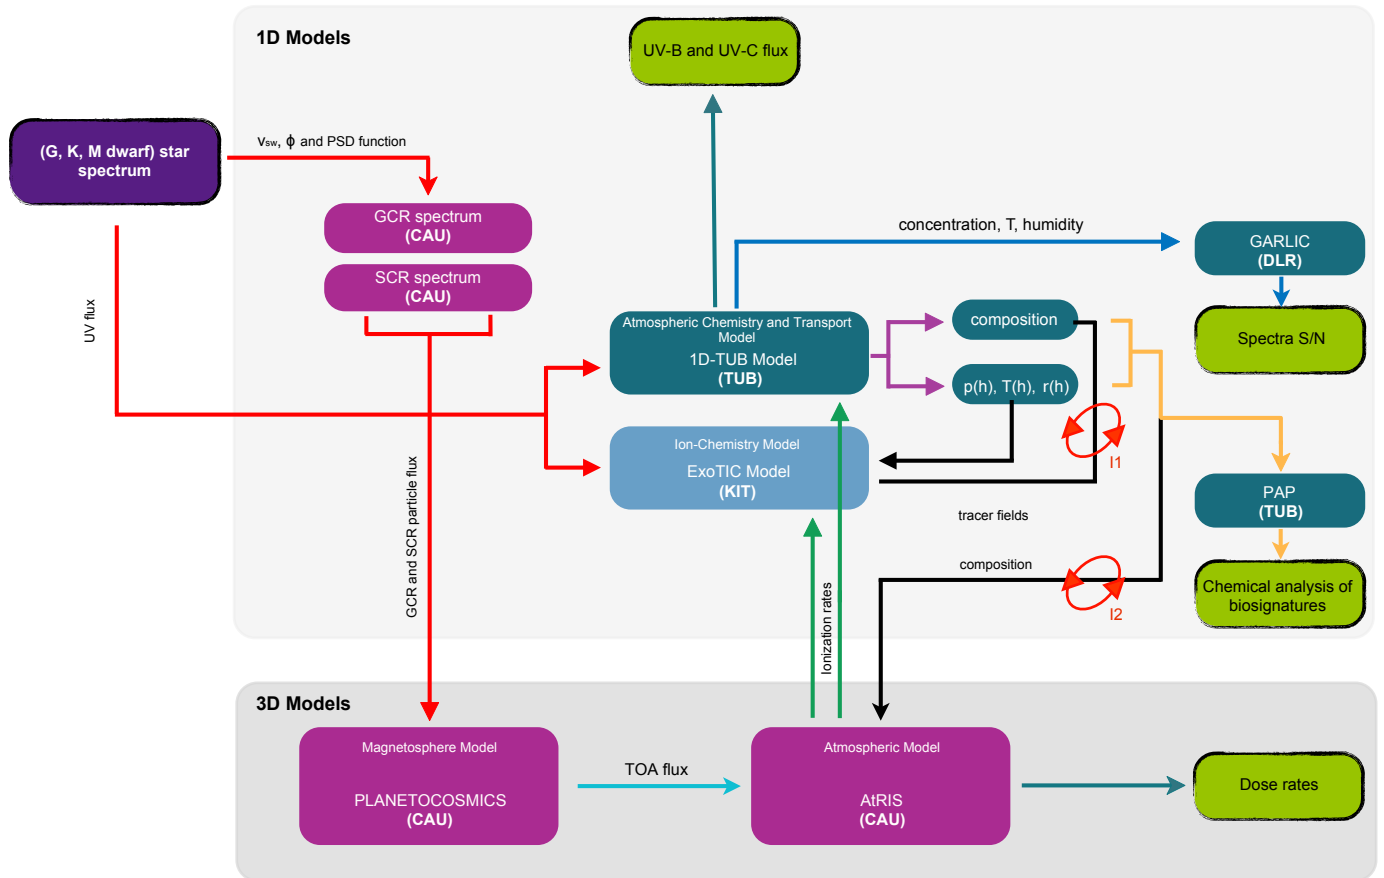 1D Models
UV-B and UV-C flux
(G, K, M dwarf) star
spectrum
vsw, ϕ and PSD function
GCR spectrum
(CAU)
SCR spectrum
(CAU)
UV flux
concentration, T, humidity
GARLIC
(DLR)
Spectra S/N
Atmospheric Chemistry and Transport
Model
1D-TUB Model
(TUB)
composition
p(h), T(h), r(h)
I1
Ion-Chemistry Model
ExoTIC Model
(KIT)
tracer fields
PAP
(TUB)
GCR and SCR particle flux
composition
I2
Ionization rates
Chemical analysis of
biosignatures
3D Models
Magnetosphere Model
PLANETOCOSMICS
(CAU)
TOA flux
Atmospheric Model
AtRIS
(CAU)
Dose rates